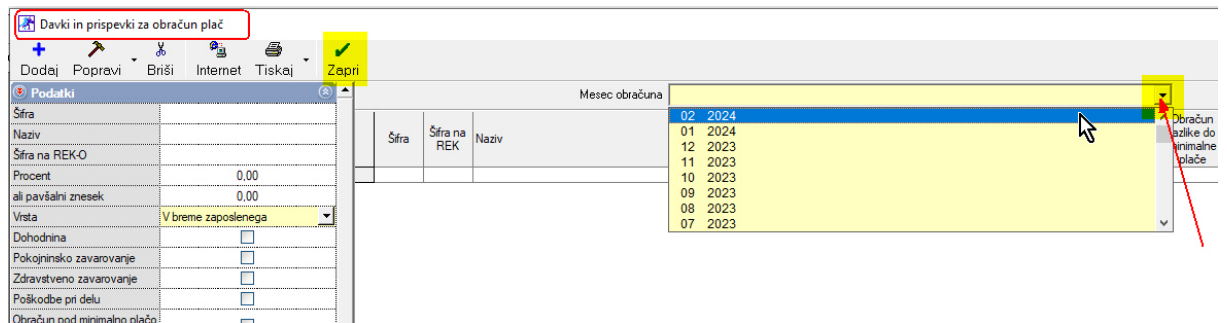 Davki in prispevki za obračun plač
Dodaj Popravi Briši Internet Tiskaj Zapri
Podatki
Mesec obračuna
Šifra
Naziv
Šifra na REK-O
Procent 0,00
ali pavšalni znesek 0,00
Vrsta V breme zaposlenega
Dohodnina
Pokojninsko zavarovanje
Zdravstveno zavarovanje
Poškodbe pri delu
Obračun pod minimalno plačo
Šifra
Šifra na REK
Naziv
02 2024
01 2024
12 2023
11 2023
10 2023
09 2023
08 2023
07 2023
Obračun
razlike do
minimalne
plače